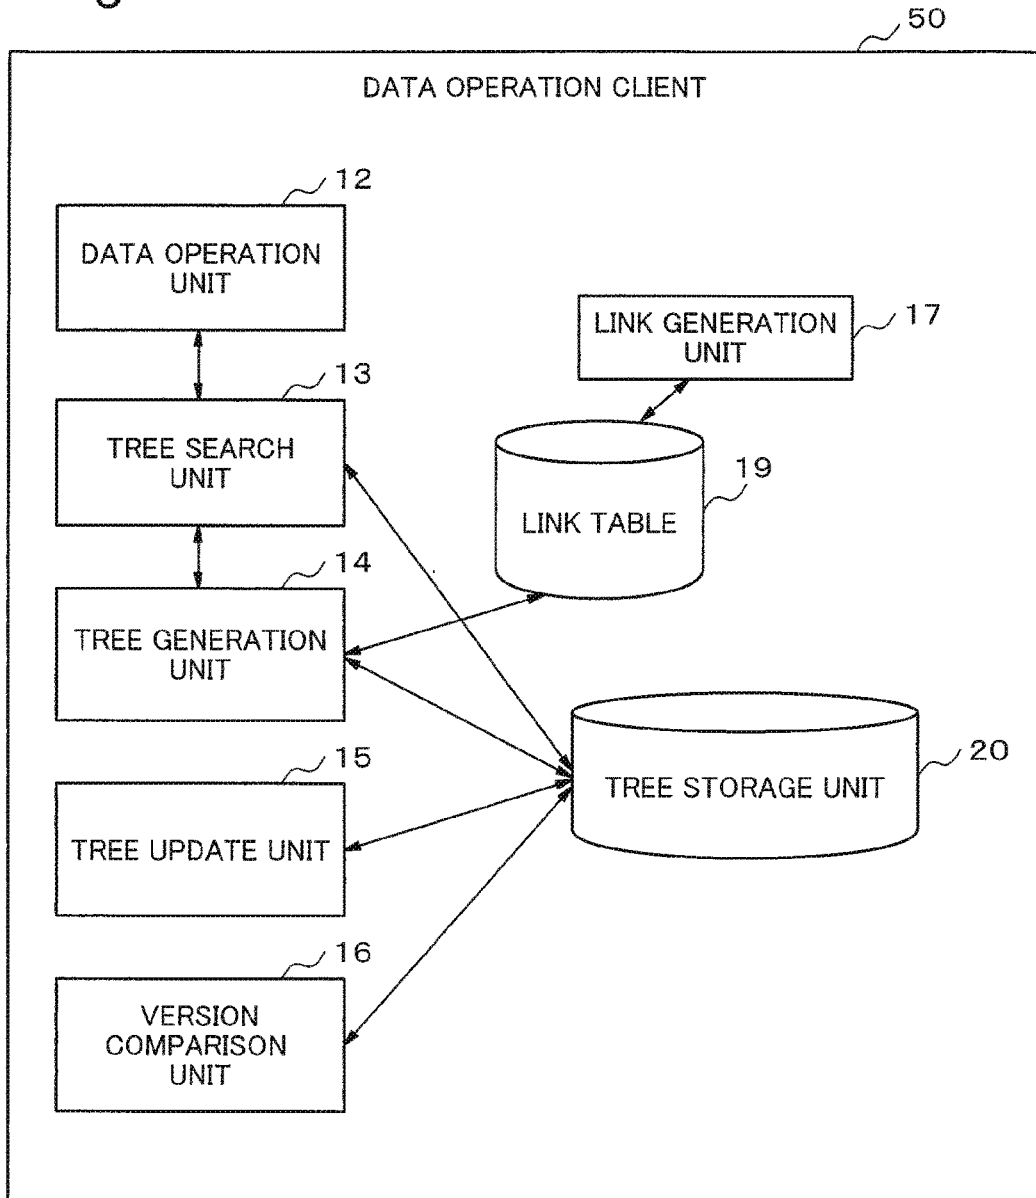 50
DATA OPERATION CLIENT
12
DATA OPERATION
UNIT
13
TREE SEARCH
UNIT
14
TREE GENERATION
UNIT
15
TREE UPDATE UNIT
16
VERSION
COMPARISON
UNIT
LINK GENERATION
UNIT
17
LINK TABLE
19
TREE STORAGE UNIT
20